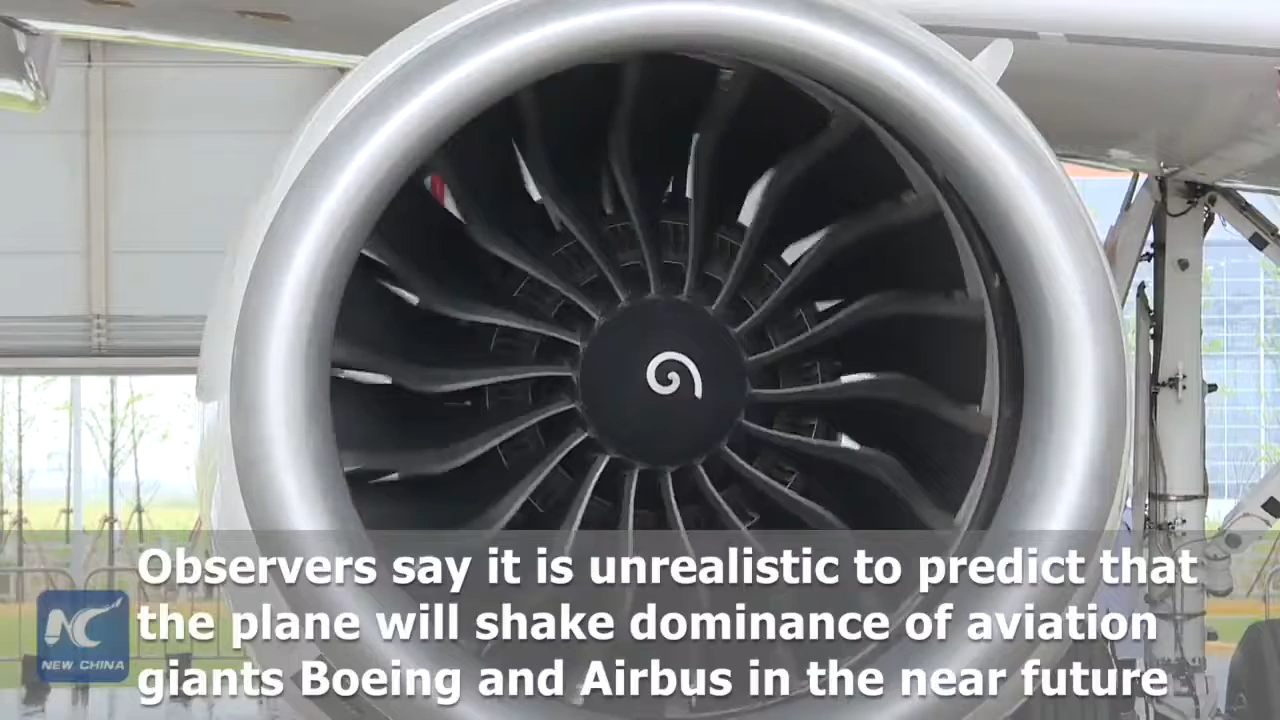 Observers say it is unrealistic to predict that
the plane will shake dominance of aviation
giants Boeing and Airbus in the near future
NC
NEW CHINA